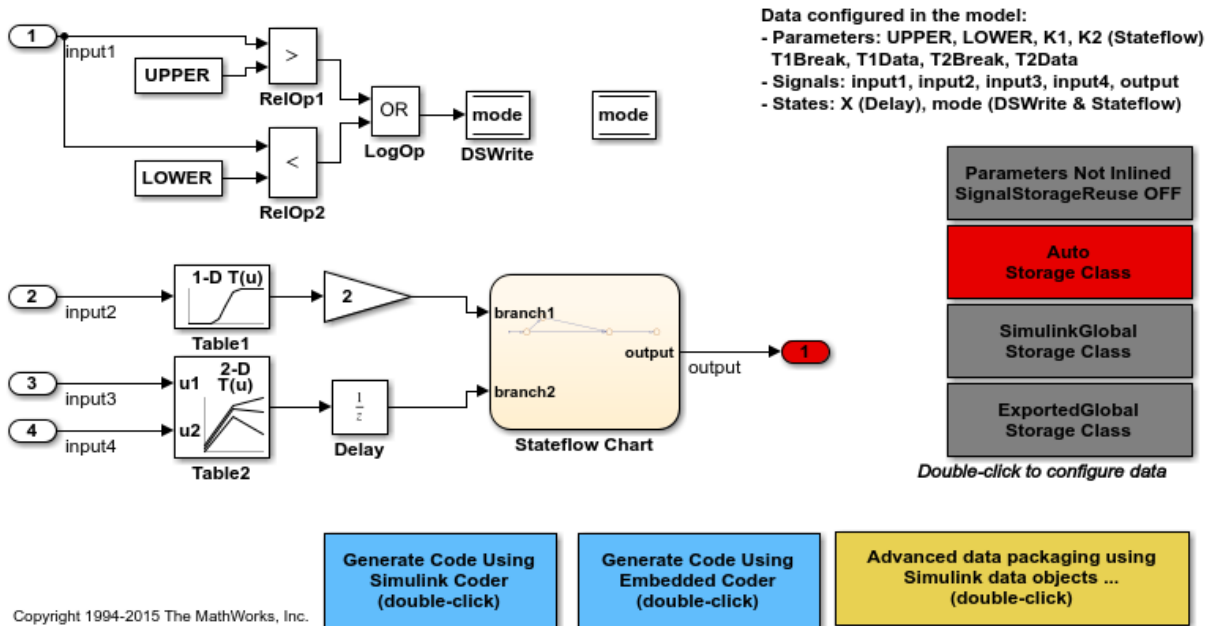 Data configured in the model:
- Parameters: UPPER, LOWER, K1, K2 (Stateflow)
T1Break, T1Data, T2Break, T2Data
- Signals: input1, input2, input3, input4, output
- States: X (Delay), mode (DSWrite & Stateflow)
1
input1
UPPER
>
RelOp1
OR
LogOp
mode
DSWrite
mode
LOWER
<
RelOp2
Parameters Not Inlined
SignalStorageReuse OFF
Auto
Storage Class
SimulinkGlobal
Storage Class
ExportedGlobal
Storage Class
Double-click to configure data
2
input2
1-D T(u)
Table1
2
3
input3
4
input4
u1
u2
2-D
T(u)
Table2
1
z
Delay
branch1
branch2
output
Stateflow Chart
output
1
Generate Code Using
Simulink Coder
(double-click)
Generate Code Using
Embedded Coder
(double-click)
Advanced data packaging using
Simulink data objects ...
(double-click)
Copyright 1994-2015 The MathWorks, Inc.